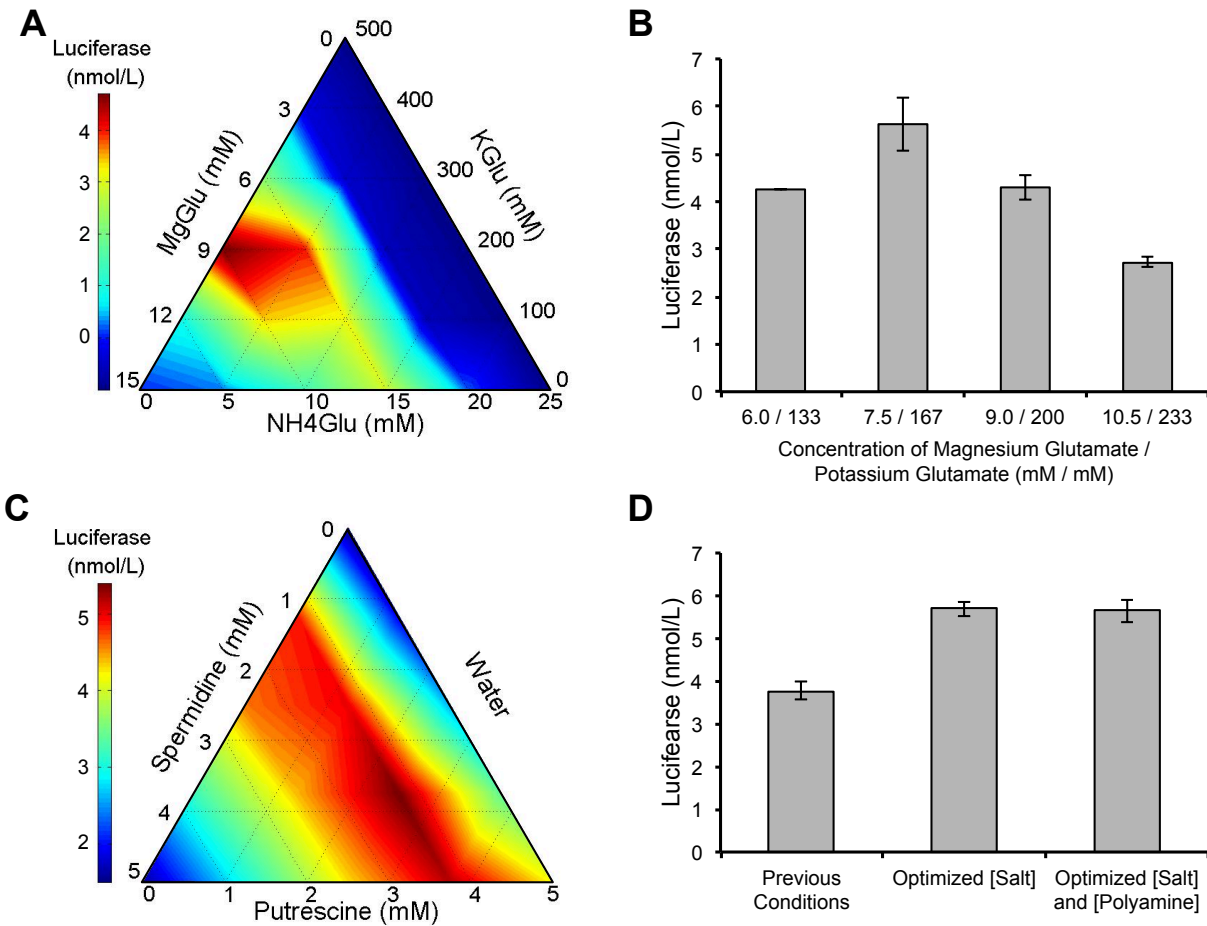 A
Luciferase
(nmol/L)
4
3
2
1
0
MgGlu (mM)
0
3
6
9
12
15
KGlu (mM)
500
400
300
200
100
0
0
5
10
15
20
25
NH4Glu (mM)
B
Luciferase (nmol/L)
7
6
5
4
3
2
1
0
6.0 / 133
7.5 / 167
9.0 / 200
10.5 / 233
Concentration of Magnesium Glutamate /
Potassium Glutamate (mM / mM)
C
Luciferase
(nmol/L)
5
4
3
2
Spermidine (mM)
0
1
2
3
4
5
Water
0
1
2
3
4
5
Putrescine (mM)
D
Lucifearse (nmol/L)
7
6
5
4
3
2
1
0
Previous
Conditions
Optimized [Salt]
Optimized [Salt]
and [Polyamine]